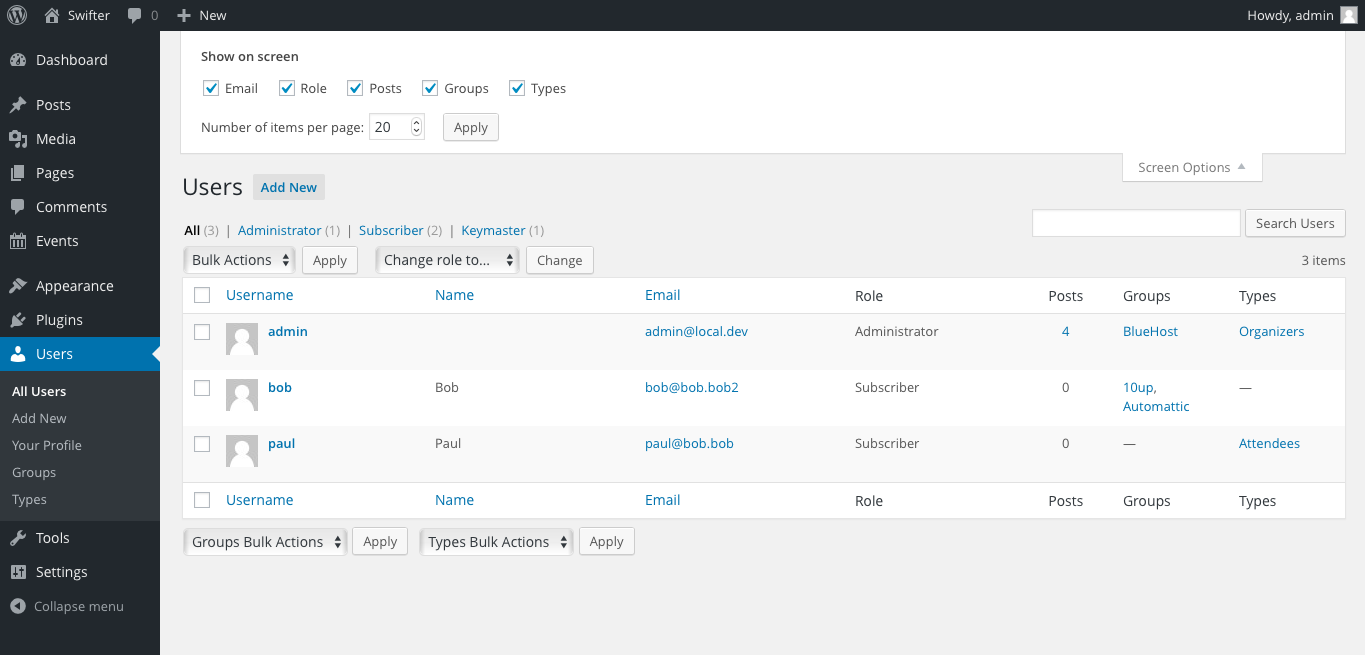 Swifter 0 New Howdy, admin
Dashboard
Posts
Media
Pages
Comments
Events
Appearance
Plugins
Users
All Users
Add New
Your Profile
Groups
Types
Tools
Settings
Collapse menu
Show on screen
Email Role Posts Groups Types
Number of items per page: 20 Apply
Screen Options
Users Add New
All (3) | Administrator (1) | Subscriber (2) | Keymaster (1)
Search Users
Bulk Actions Apply Change role to... Change 3 items
Username Name Email Role Posts Groups Types
admin admin@local.dev Administrator 4 BlueHost Organizers
bob Bob bob@bob.bob2 Subscriber 0 10up, —
Automattic
paul Paul paul@bob.bob Subscriber 0 — Attendees
Username Name Email Role Posts Groups Types
Groups Bulk Actions Apply Types Bulk Actions Apply